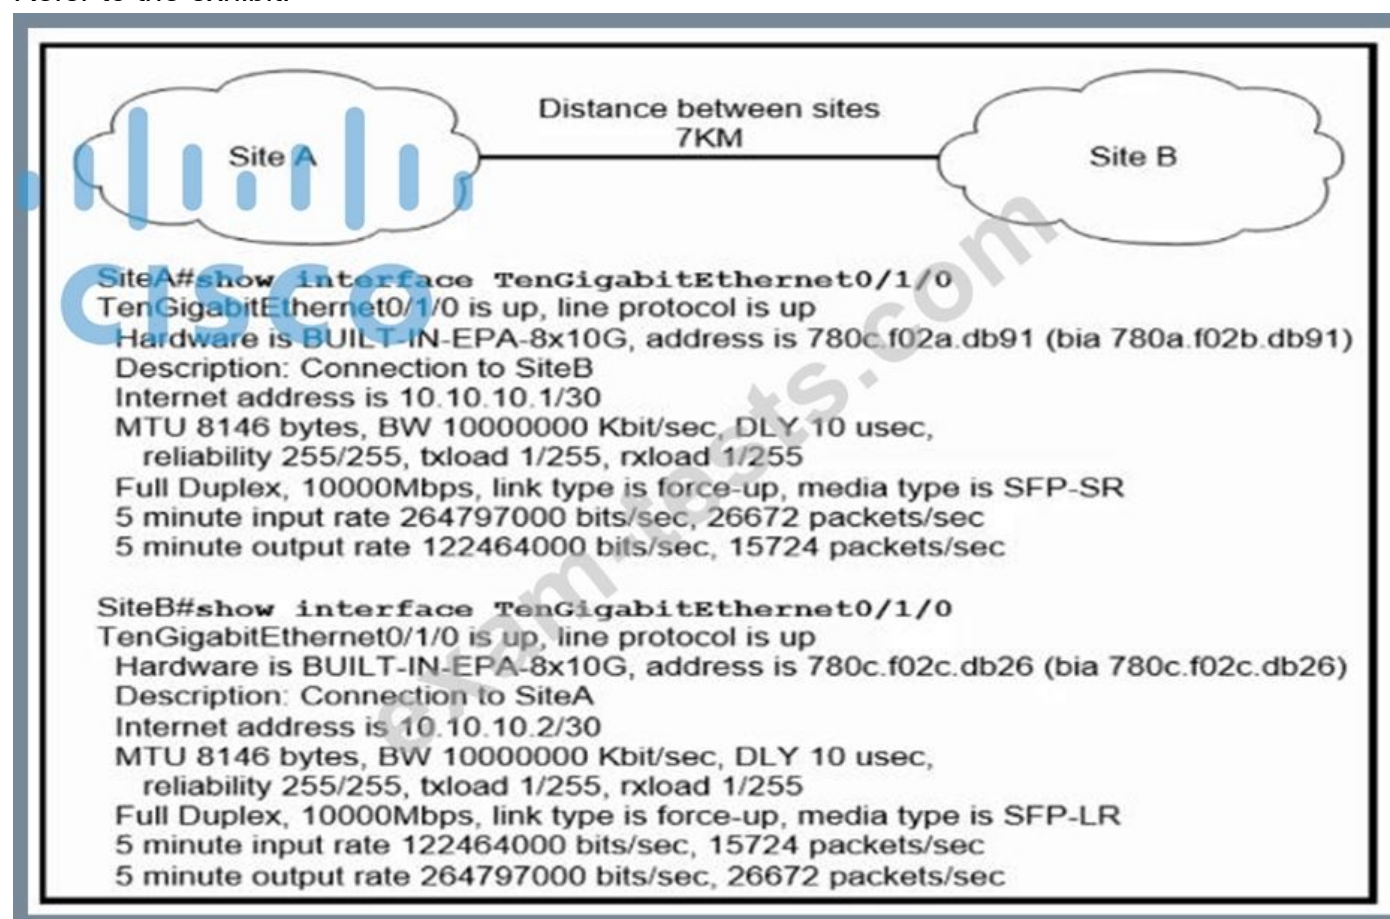 Distance between sites
7KM
Site A
Site B
SiteA#show interface TenGigabitEthernet0/1/0
TenGigabitEthernet0/1/0 is up, line protocol is up
Hardware is BUILT-IN-EPA-8x10G, address is 780c.f02a.db91 (bia 780a.f02b.db91)
Description: Connection to SiteB
Internet address is 10.10.10.1/30
MTU 8146 bytes, BW 10000000 Kbit/sec, DLY 10 usec,
reliability 255/255, txload 1/255, rxload 1/255
Full Duplex, 10000Mbps, link type is force-up, media type is SFP-SR
5 minute input rate 264797000 bits/sec, 26672 packets/sec
5 minute output rate 122464000 bits/sec, 15724 packets/sec
SiteB#show interface TenGigabitEthernet0/1/0
TenGigabitEthernet0/1/0 is up, line protocol is up
Hardware is BUILT-IN-EPA-8x10G, address is 780c.f02c.db26 (bia 780c.f02c.db26)
Description: Connection to SiteA
Internet address is 10.10.10.2/30
MTU 8146 bytes, BW 10000000 Kbit/sec, DLY 10 usec,
reliability 255/255, txload 1/255, rxload 1/255
Full Duplex, 10000Mbps, link type is force-up, media type is SFP-LR
5 minute input rate 122464000 bits/sec, 15724 packets/sec
5 minute output rate 264797000 bits/sec, 26672 packets/sec
CISCO
exam-tests.com